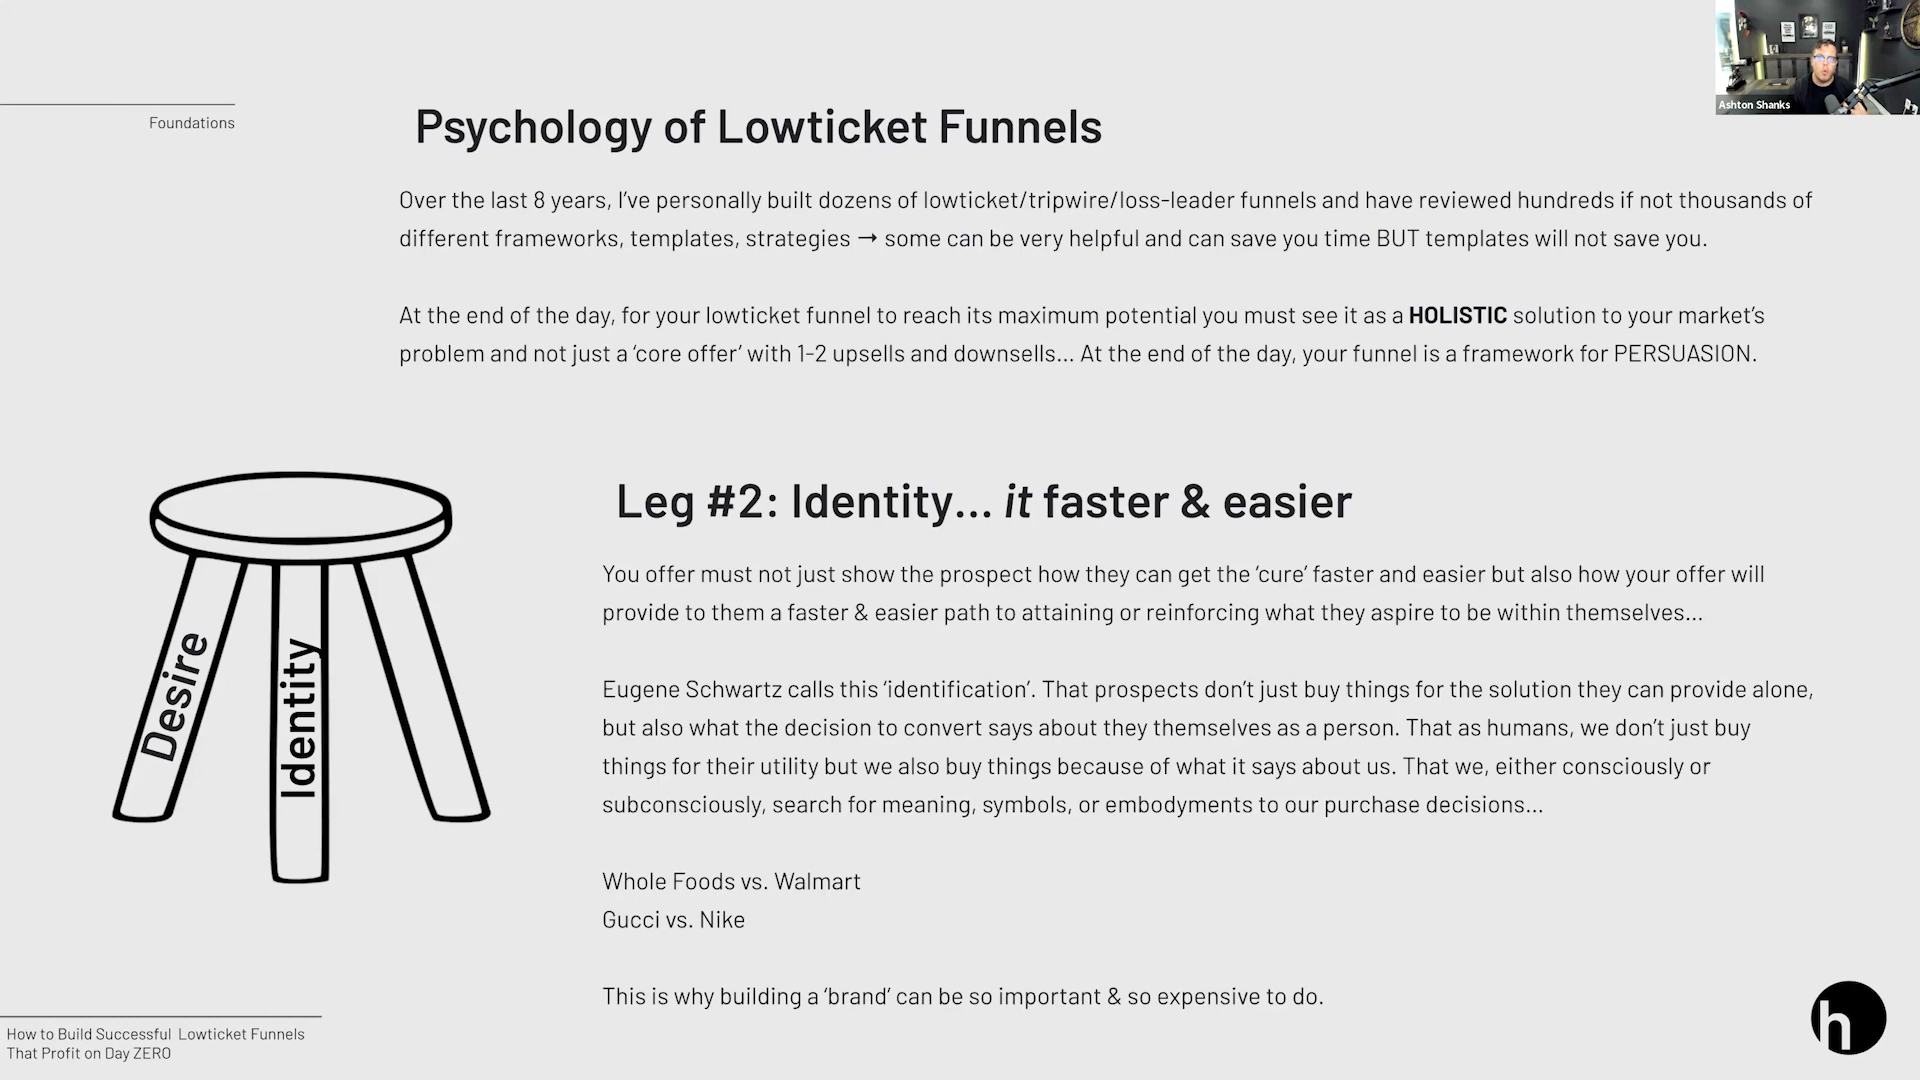 Ashton Shanks
Foundations
Psychology of Lowticket Funnels
Over the last 8 years, I’ve personally built dozens of lowticket/tripwire/loss-leader funnels and have reviewed hundreds if not thousands of
different frameworks, templates, strategies → some can be very helpful and can save you time BUT templates will not save you.
At the end of the day, for your lowticket funnel to reach its maximum potential you must see it as a HOLISTIC solution to your market’s
problem and not just a ‘core offer’ with 1-2 upsells and downsells... At the end of the day, your funnel is a framework for PERSUASION.
Desire
Identity
Leg #2: Identity... it faster & easier
You offer must not just show the prospect how they can get the ‘cure’ faster and easier but also how your offer will
provide to them a faster & easier path to attaining or reinforcing what they aspire to be within themselves...
Eugene Schwartz calls this ‘identification’. That prospects don’t just buy things for the solution they can provide alone,
but also what the decision to convert says about they themselves as a person. That as humans, we don’t just buy
things for their utility but we also buy things because of what it says about us. That we, either consciously or
subconsciously, search for meaning, symbols, or embodyments to our purchase decisions...
Whole Foods vs. Walmart
Gucci vs. Nike
This is why building a ‘brand’ can be so important & so expensive to do.
How to Build Successful Lowticket Funnels
That Profit on Day ZERO
h